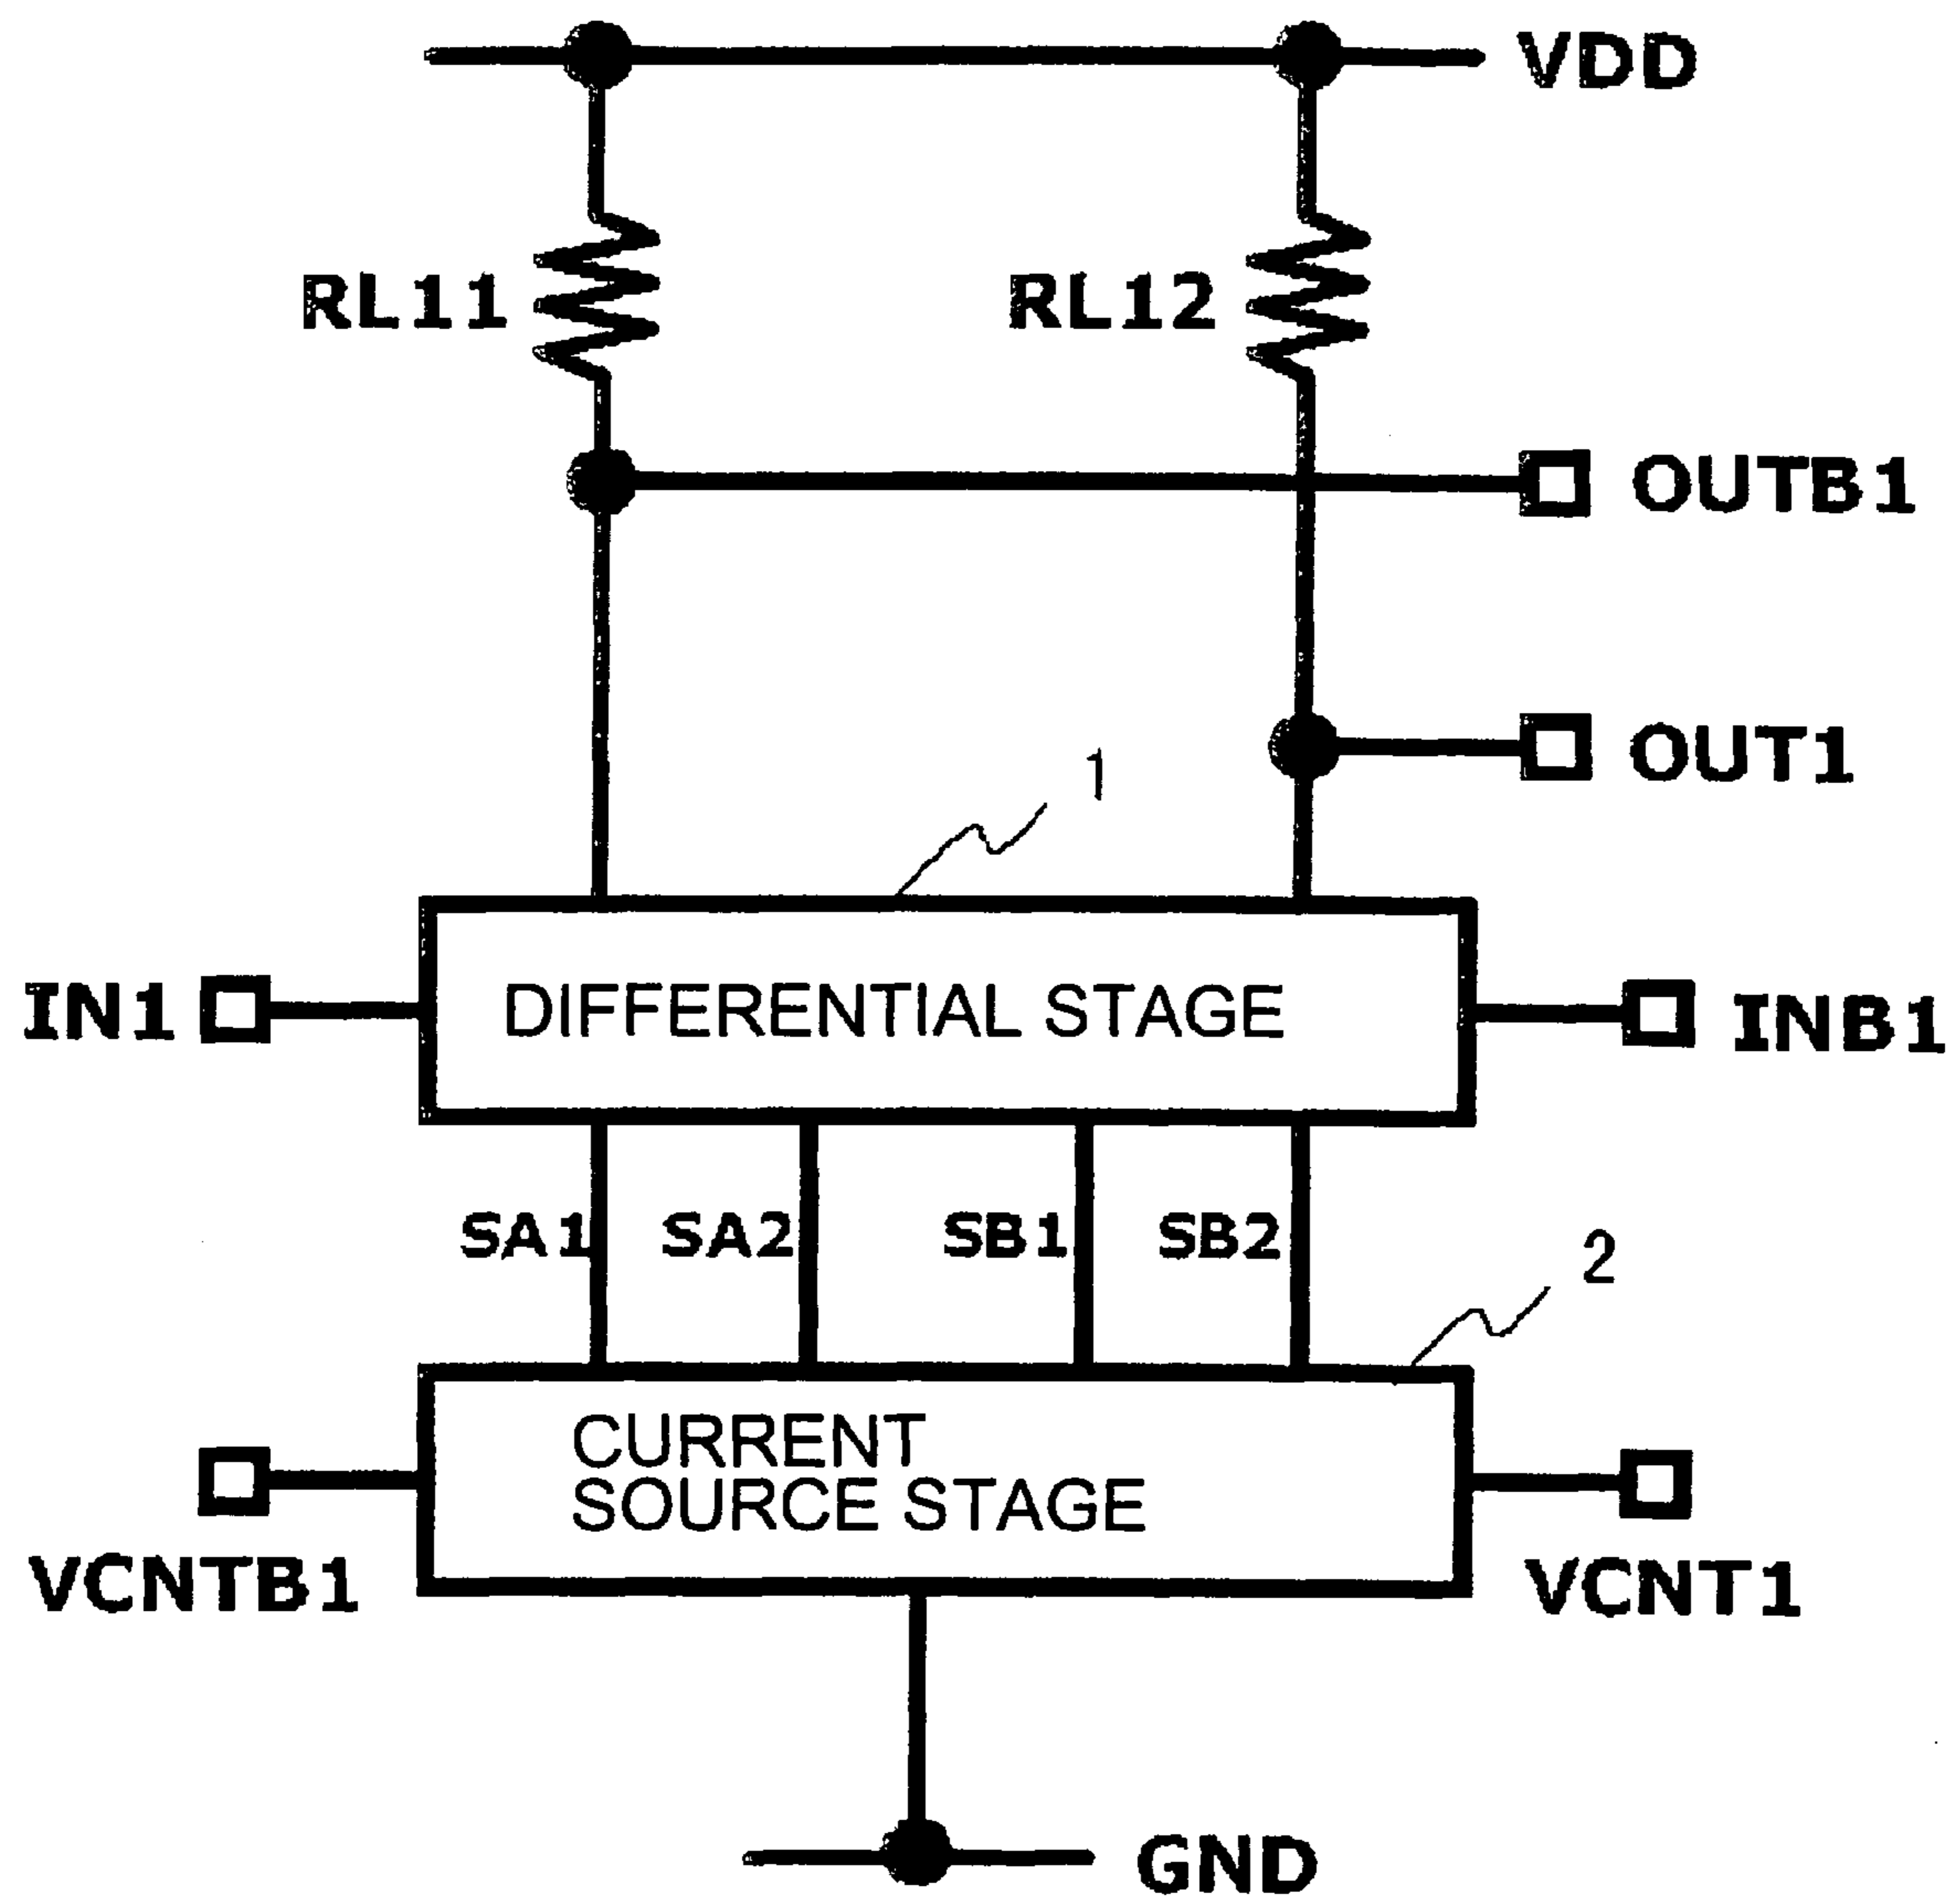 VDD
RL11
RL12
OUTB1
OUT1
1
IN1
DIFFERENTIAL STAGE
INB1
SA1
SA2
SB1
SB2
2
CURRENT
SOURCE STAGE
VCNTB1
VCNT1
GND